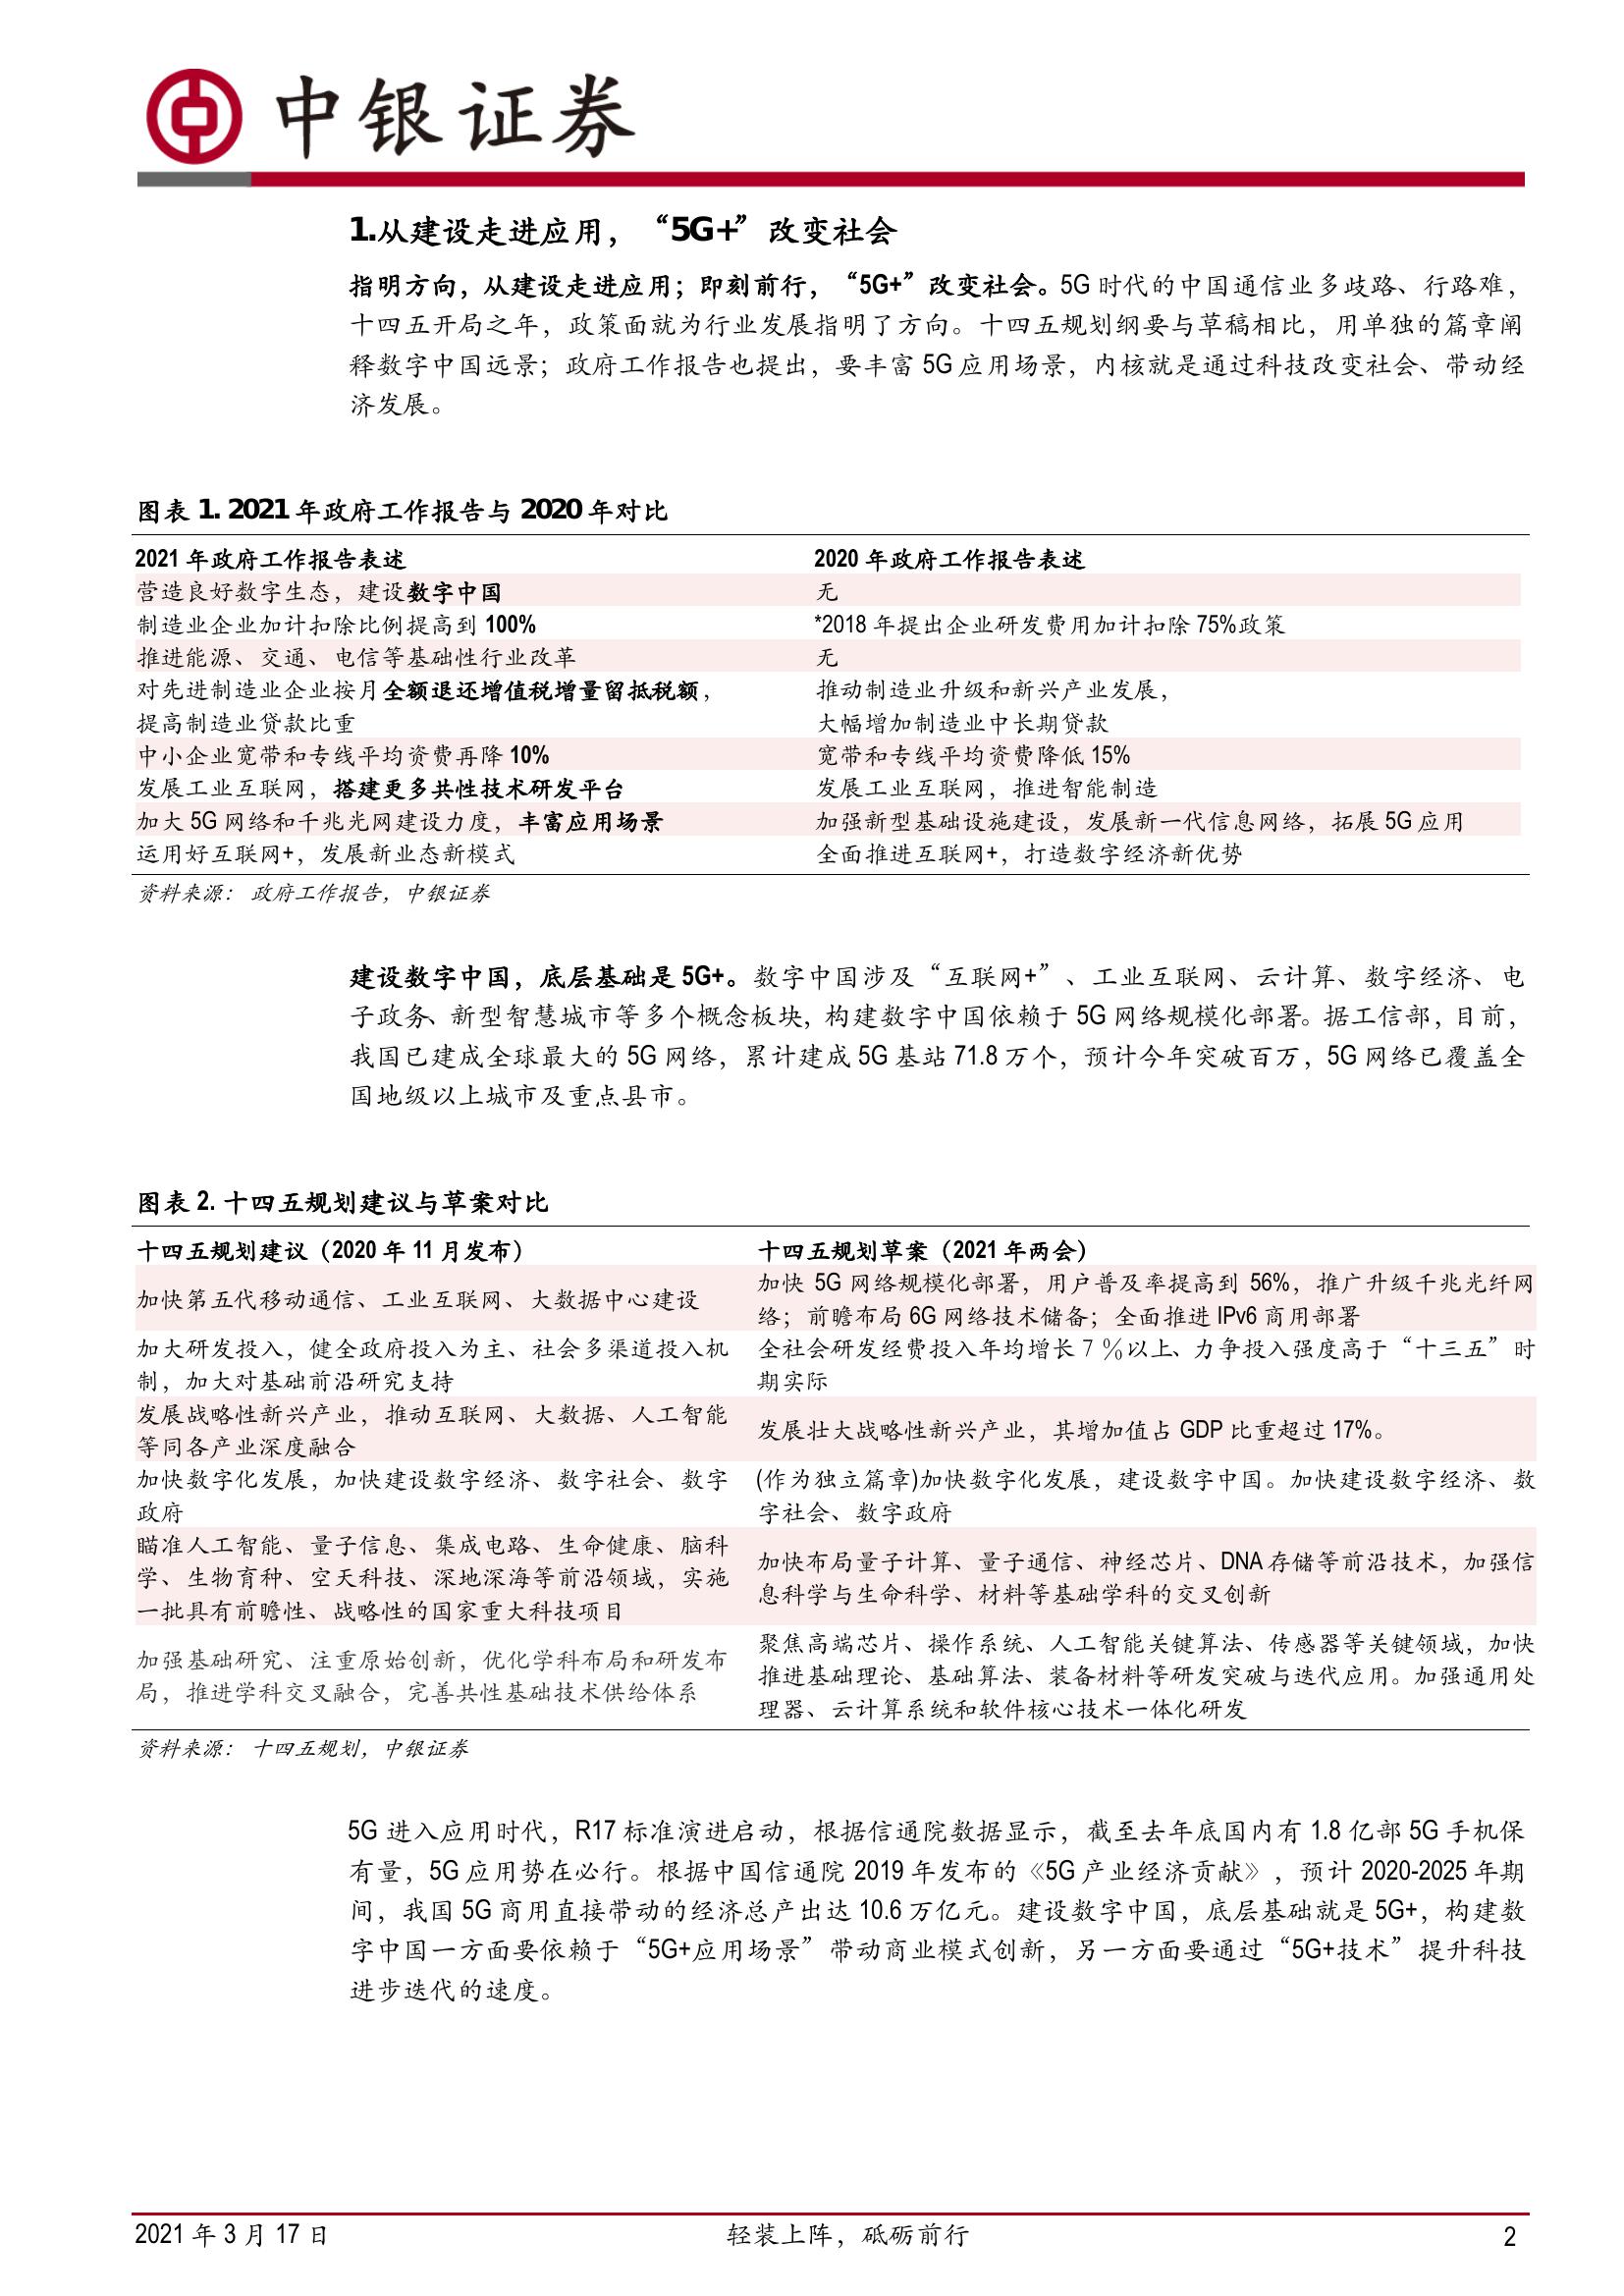 中银证券
1.从建设走进应用，“5G+”改变社会
指明方向，从建设走进应用；即刻前行，“5G+”改变社会。5G 时代的中国通信业多歧路、行路难，
十四五开局之年，政策面就为行业发展指明了方向。十四五规划纲要与草稿相比，用单独的篇章阐
释数字中国远景；政府工作报告也提出，要丰富 5G 应用场景，内核就是通过科技改变社会、带动经
济发展。
图表 1. 2021 年政府工作报告与 2020 年对比
2021 年政府工作报告表述 2020 年政府工作报告表述
营造良好数字生态，建设数字中国 无
制造业企业加计扣除比例提高到 100% *2018 年提出企业研发费用加计扣除 75%政策
推进能源、交通、电信等基础性行业改革 无
对先进制造业企业按月全额退还增值税增量留抵税额， 推动制造业升级和新兴产业发展，
提高制造业贷款比重 大幅增加制造业中长期贷款
中小企业宽带和专线平均资费再降 10% 宽带和专线平均资费降低 15%
发展工业互联网，搭建更多共性技术研发平台 发展工业互联网，推进智能制造
加大 5G 网络和千兆光网建设力度，丰富应用场景 加强新型基础设施建设，发展新一代信息网络，拓展 5G 应用
运用好互联网+，发展新业态新模式 全面推进互联网+，打造数字经济新优势
资料来源： 政府工作报告，中银证券
建设数字中国，底层基础是 5G+。数字中国涉及“互联网+”、工业互联网、云计算、数字经济、电
子政务、新型智慧城市等多个概念板块，构建数字中国依赖于 5G 网络规模化部署。据工信部，目前，
我国已建成全球最大的 5G 网络，累计建成 5G 基站 71.8 万个，预计今年突破百万，5G 网络已覆盖全
国地级以上城市及重点县市。
图表 2. 十四五规划建议与草案对比
十四五规划建议（2020 年 11 月发布） 十四五规划草案（2021 年两会）
加快第五代移动通信、工业互联网、大数据中心建设
加快 5G 网络规模化部署，用户普及率提高到 56%，推广升级千兆光纤网
络；前瞻布局 6G 网络技术储备；全面推进 IPv6 商用部署
加大研发投入，健全政府投入为主、社会多渠道投入机
制，加大对基础前沿研究支持
全社会研发经费投入年均增长 7 %以上、力争投入强度高于“十三五”时
期实际
发展战略性新兴产业，推动互联网、大数据、人工智能
等同各产业深度融合
发展壮大战略性新兴产业，其增加值占 GDP 比重超过 17%。
加快数字化发展，加快建设数字经济、数字社会、数字
政府
(作为独立篇章)加快数字化发展，建设数字中国。加快建设数字经济、数
字社会、数字政府
瞄准人工智能、量子信息、集成电路、生命健康、脑科
学、生物育种、空天科技、深地深海等前沿领域，实施
一批具有前瞻性、战略性的国家重大科技项目
加快布局量子计算、量子通信、神经芯片、DNA 存储等前沿技术，加强信
息科学与生命科学、材料等基础学科的交叉创新
加强基础研究、注重原始创新，优化学科布局和研发布
局，推进学科交叉融合，完善共性基础技术供给体系
聚焦高端芯片、操作系统、人工智能关键算法、传感器等关键领域，加快
推进基础理论、基础算法、装备材料等研发突破与迭代应用。加强通用处
理器、云计算系统和软件核心技术一体化研发
资料来源： 十四五规划，中银证券
5G 进入应用时代，R17 标准演进启动，根据信通院数据显示，截至去年底国内有 1.8 亿部 5G 手机保
有量，5G 应用势在必行。根据中国信通院 2019 年发布的《5G 产业经济贡献》，预计 2020-2025 年期
间，我国 5G 商用直接带动的经济总产出达 10.6 万亿元。建设数字中国，底层基础就是 5G+，构建数
字中国一方面要依赖于“5G+应用场景”带动商业模式创新，另一方面要通过“5G+技术”提升科技
进步迭代的速度。
2021 年 3 月 17 日 轻装上阵，砥砺前行 2